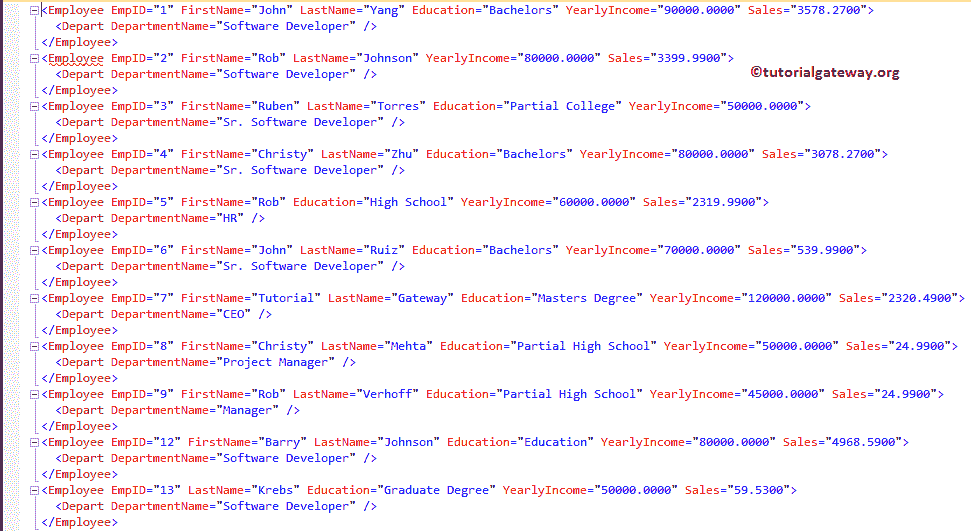 <Employee EmpID="1" FirstName="John" LastName="Yang" Education="Bachelors" YearlyIncome="90000.0000" Sales="3578.2700">
<Depart DepartmentName="Software Developer" />
</Employee>
<Employee EmpID="2" FirstName="Rob" LastName="Johnson" YearlyIncome="80000.0000" Sales="3399.9900">
<Depart DepartmentName="Software Developer" />
©tutorialgateway.org
</Employee>
<Employee EmpID="3" FirstName="Ruben" LastName="Torres" Education="Partial College" YearlyIncome="50000.0000">
<Depart DepartmentName="Sr. Software Developer" />
</Employee>
<Employee EmpID="4" FirstName="Christy" LastName="Zhu" Education="Bachelors" YearlyIncome="80000.0000" Sales="3078.2700">
<Depart DepartmentName="Sr. Software Developer" />
</Employee>
<Employee EmpID="5" FirstName="Rob" Education="High School" YearlyIncome="60000.0000" Sales="2319.9900">
<Depart DepartmentName="HR" />
</Employee>
<Employee EmpID="6" FirstName="John" LastName="Ruiz" Education="Bachelors" YearlyIncome="70000.0000" Sales="539.9900">
<Depart DepartmentName="Sr. Software Developer" />
</Employee>
<Employee EmpID="7" FirstName="Tutorial" LastName="Gateway" Education="Masters Degree" YearlyIncome="120000.0000" Sales="2320.4900">
<Depart DepartmentName="CEO" />
</Employee>
<Employee EmpID="8" FirstName="Christy" LastName="Mehta" Education="Partial High School" YearlyIncome="50000.0000" Sales="24.9900">
<Depart DepartmentName="Project Manager" />
</Employee>
<Employee EmpID="9" FirstName="Rob" LastName="Verhoff" Education="Partial High School" YearlyIncome="45000.0000" Sales="24.9900">
<Depart DepartmentName="Manager" />
</Employee>
<Employee EmpID="12" FirstName="Barry" LastName="Johnson" Education="Education" YearlyIncome="80000.0000" Sales="4968.5900">
<Depart DepartmentName="Software Developer" />
</Employee>
<Employee EmpID="13" LastName="Krebs" Education="Graduate Degree" YearlyIncome="50000.0000" Sales="59.5300">
<Depart DepartmentName="Software Developer" />
</Employee>